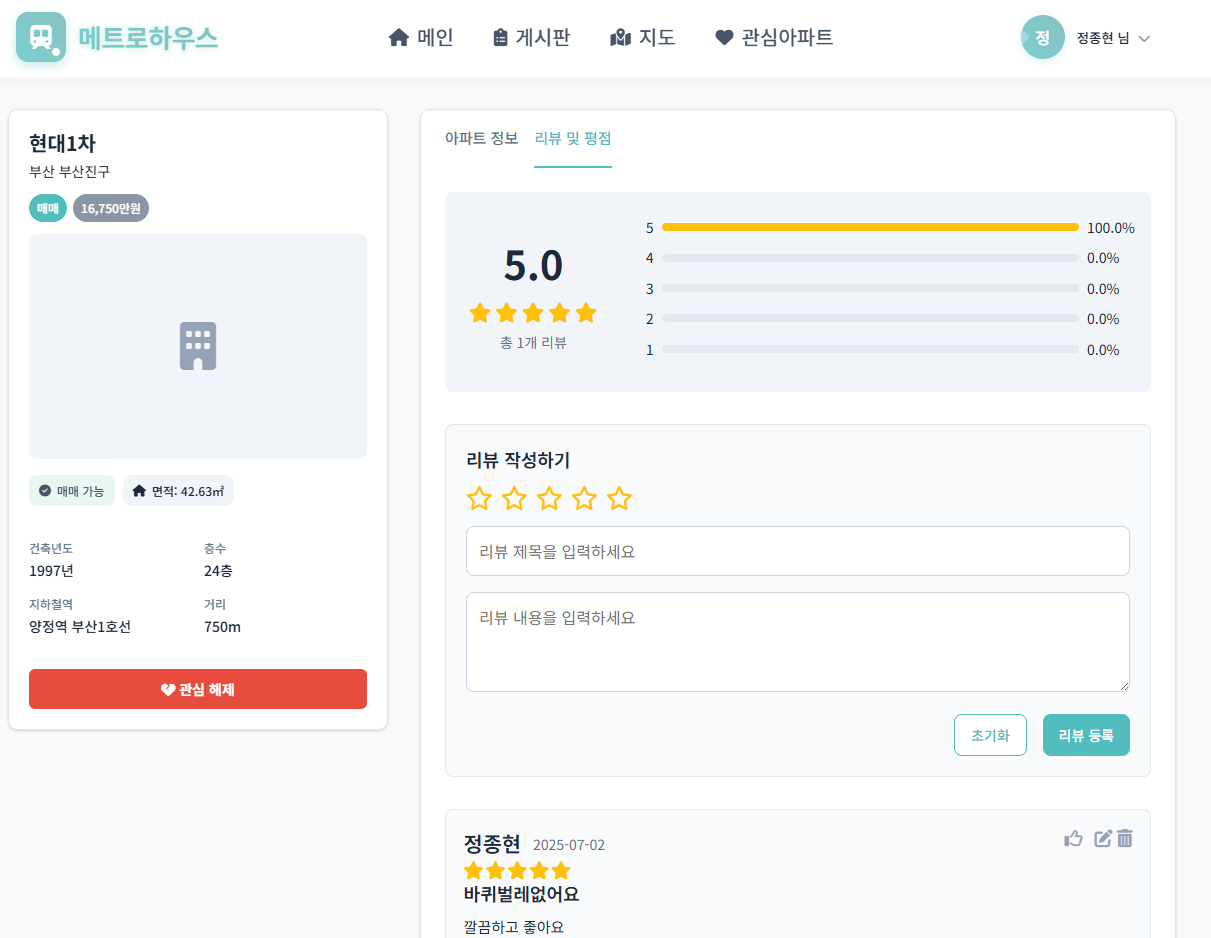 메트로하우스
메인
게시판
지도
관심아파트
정
정종현 님
현대1차
부산 부산진구
매매
16,750만원
매매 가능
면적: 42.63㎡
건축년도
층수
1997년
24층
지하철역
거리
양정역 부산1호선
750m
관심 해제
아파트 정보
리뷰 및 평점
5.0
총 1개 리뷰
5
100.0%
4
0.0%
3
0.0%
2
0.0%
1
0.0%
리뷰 작성하기
리뷰 제목을 입력하세요
리뷰 내용을 입력하세요
초기화
리뷰 등록
정종현
2025-07-02
바퀴벌레없어요
깔끔하고 좋아요